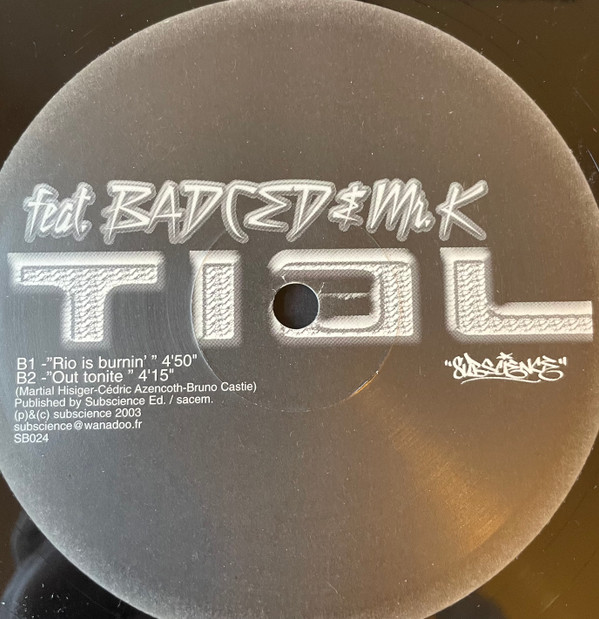 feat. BADCED & Mr. K
TIOL
B1 -"Rio is burnin' " 4'50"
B2 -"Out tonite " 4'15"
(Martial Hisiger-Cédric Azencoth-Bruno Castie)
Published by Subscience Ed. / sacem.
(p)&(c) subscience 2003
subscience@wanadoo.fr
SB024
"SUBSCIENCE"